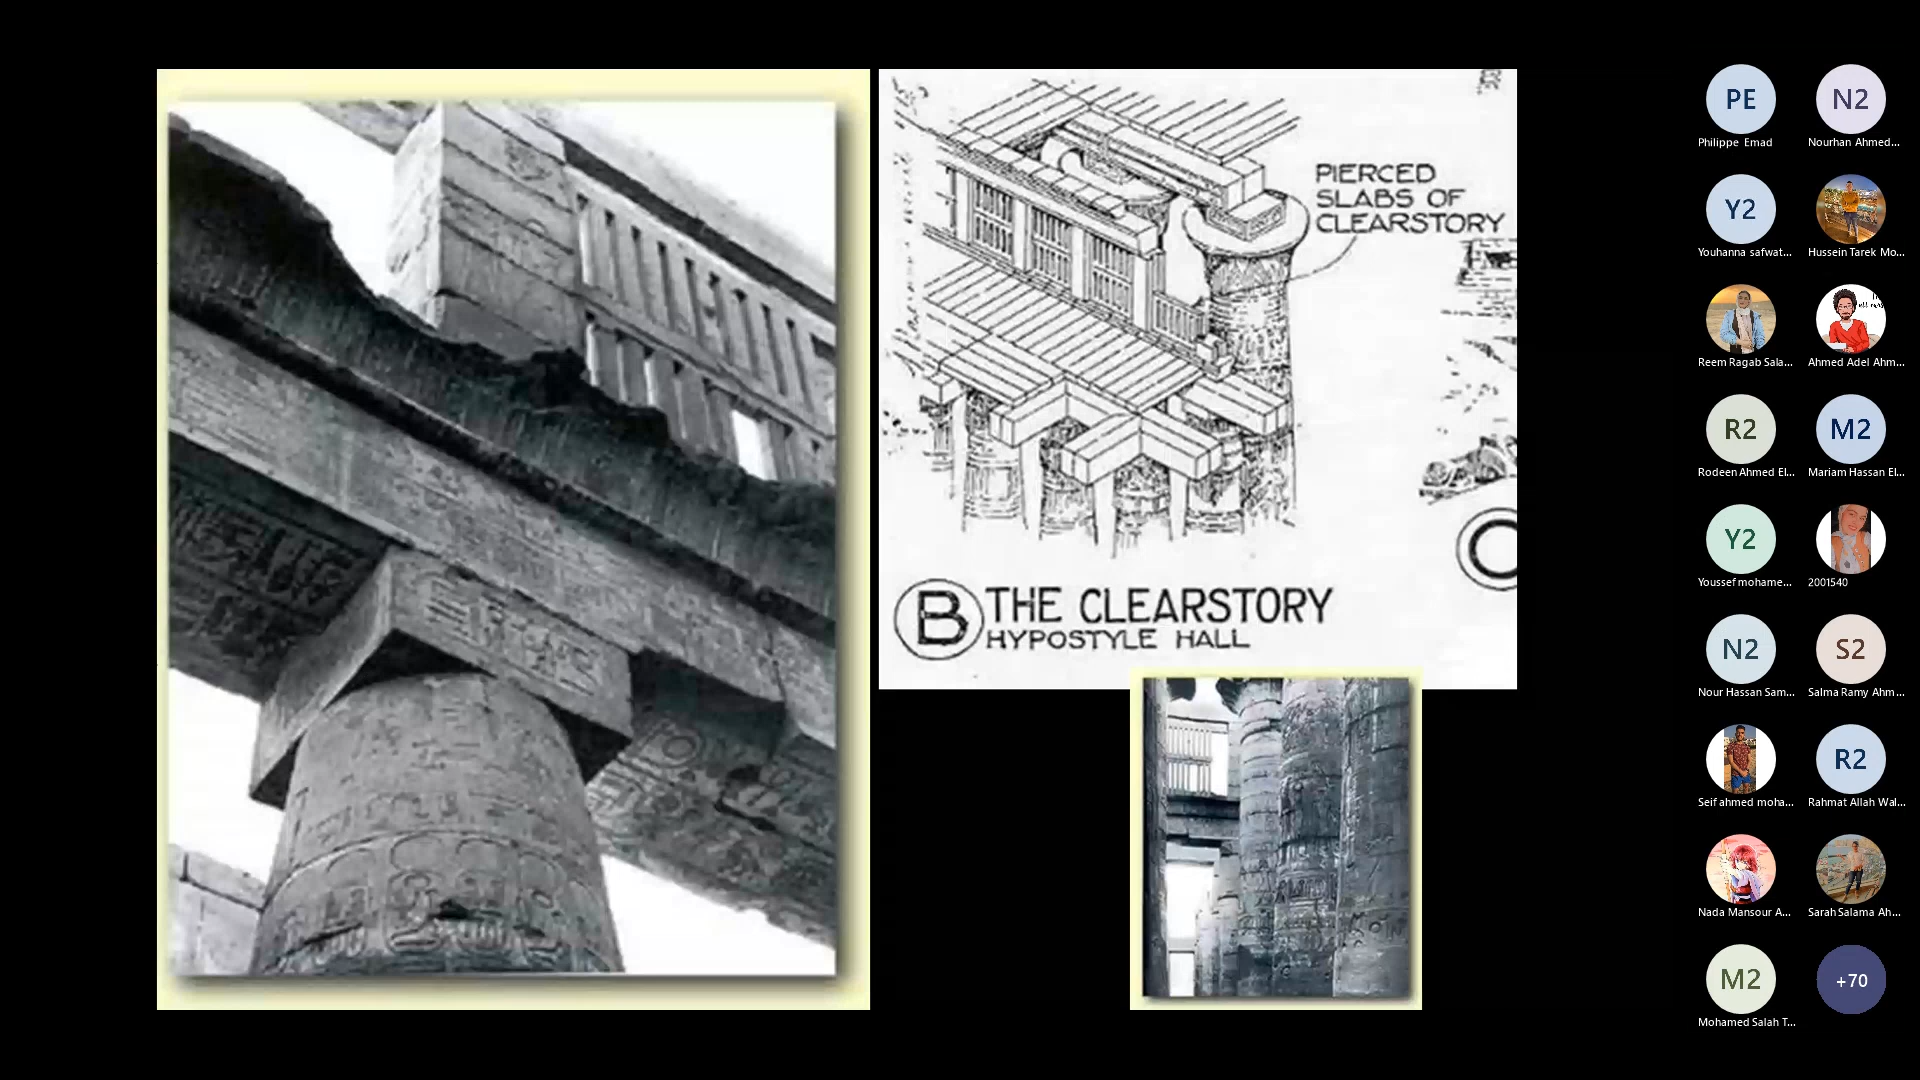 PIERCED
SLABS OF
CLEARSTORY
B THE CLEARSTORY
HYPOSTYLE HALL
PE
Philippe Emad
N2
Nourhan Ahmed...
Y2
Youhanna safwat...
Hussein Tarek Mo...
Reem Ragab Sala...
Ahmed Adel Ahm...
R2
Rodeen Ahmed El...
M2
Mariam Hassan El...
Y2
Youssef mohame...
2001540
N2
Nour Hassan Sam...
S2
Salma Ramy Ahm...
Seif ahmed moha...
R2
Rahmat Allah Wal...
Nada Mansour A...
Sarah Salama Ah...
M2
Mohamed Salah T...
+70